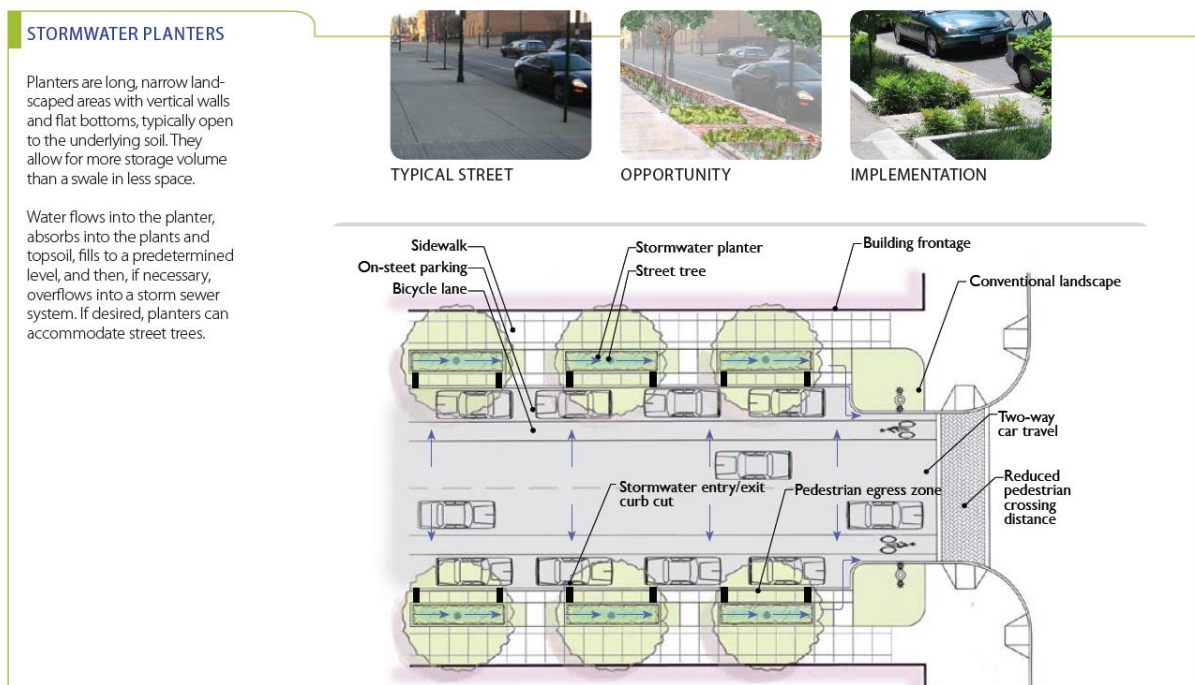 STORMWATER PLANTERS
Planters are long, narrow land-
scaped areas with vertical walls
and flat bottoms, typically open
to the underlying soil. They
allow for more storage volume
than a swale in less space.
Water flows into the planter,
absorbs into the plants and
topsoil, fills to a predetermined
level, and then, if necessary,
overflows into a storm sewer
system. If desired, planters can
accommodate street trees.
TYPICAL STREET
OPPORTUNITY
IMPLEMENTATION
Sidewalk
On-steet parking
Bicycle lane
Stormwater planter
Street tree
Building frontage
Conventional landscape
Two-way
car travel
Reduced
pedestrian
crossing
distance
Stormwater entry/exit
curb cut
Pedestrian egress zone